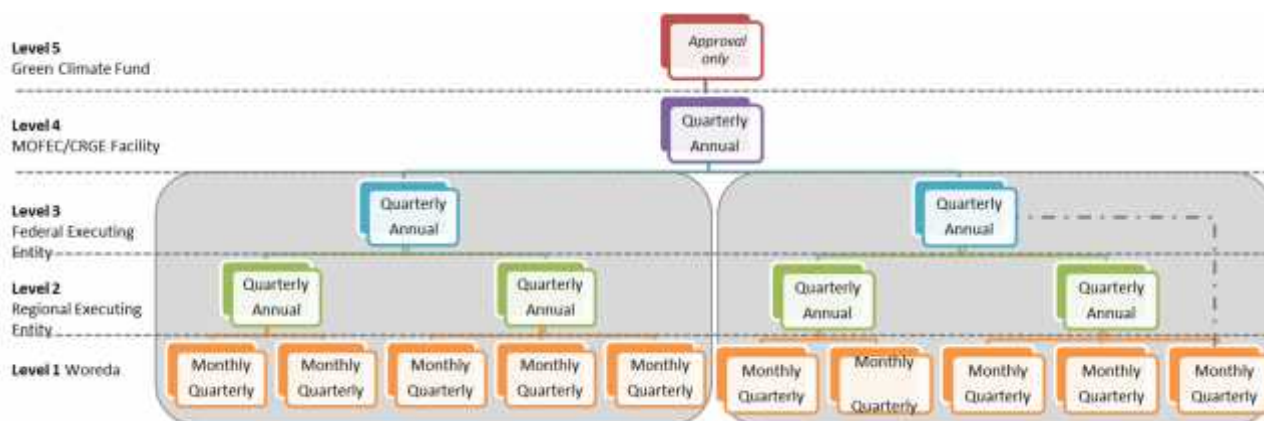 Level 5
Green Climate Fund
Approval
only
Level 4
MOFEC/CRGE Facility
Quarterly
Annual
Level 3
Federal Executing
Entity
Quarterly
Annual
Quarterly
Annual
Level 2
Regional Executing
Entity
Quarterly
Annual
Quarterly
Annual
Quarterly
Annual
Quarterly
Annual
Level 1 Woreda
Monthly
Quarterly
Monthly
Quarterly
Monthly
Quarterly
Monthly
Quarterly
Monthly
Quarterly
Monthly
Quarterly
Monthly
Quarterly
Monthly
Quarterly
Monthly
Quarterly
Monthly
Quarterly